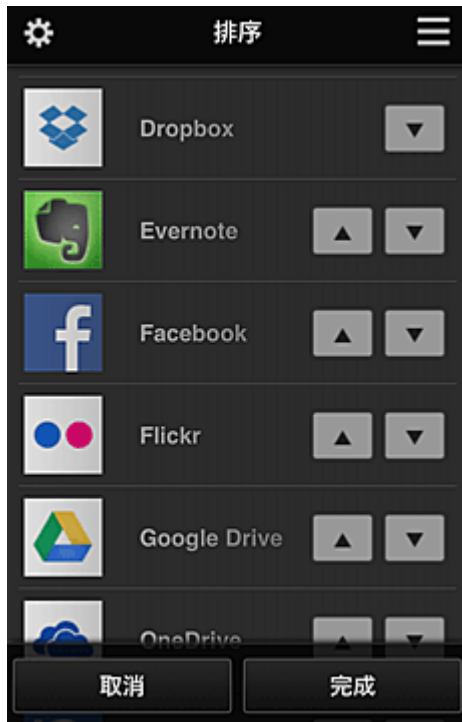 排序
Dropbox
Evernote
Facebook
Flickr
Google Drive
OneDrive
取消
完成